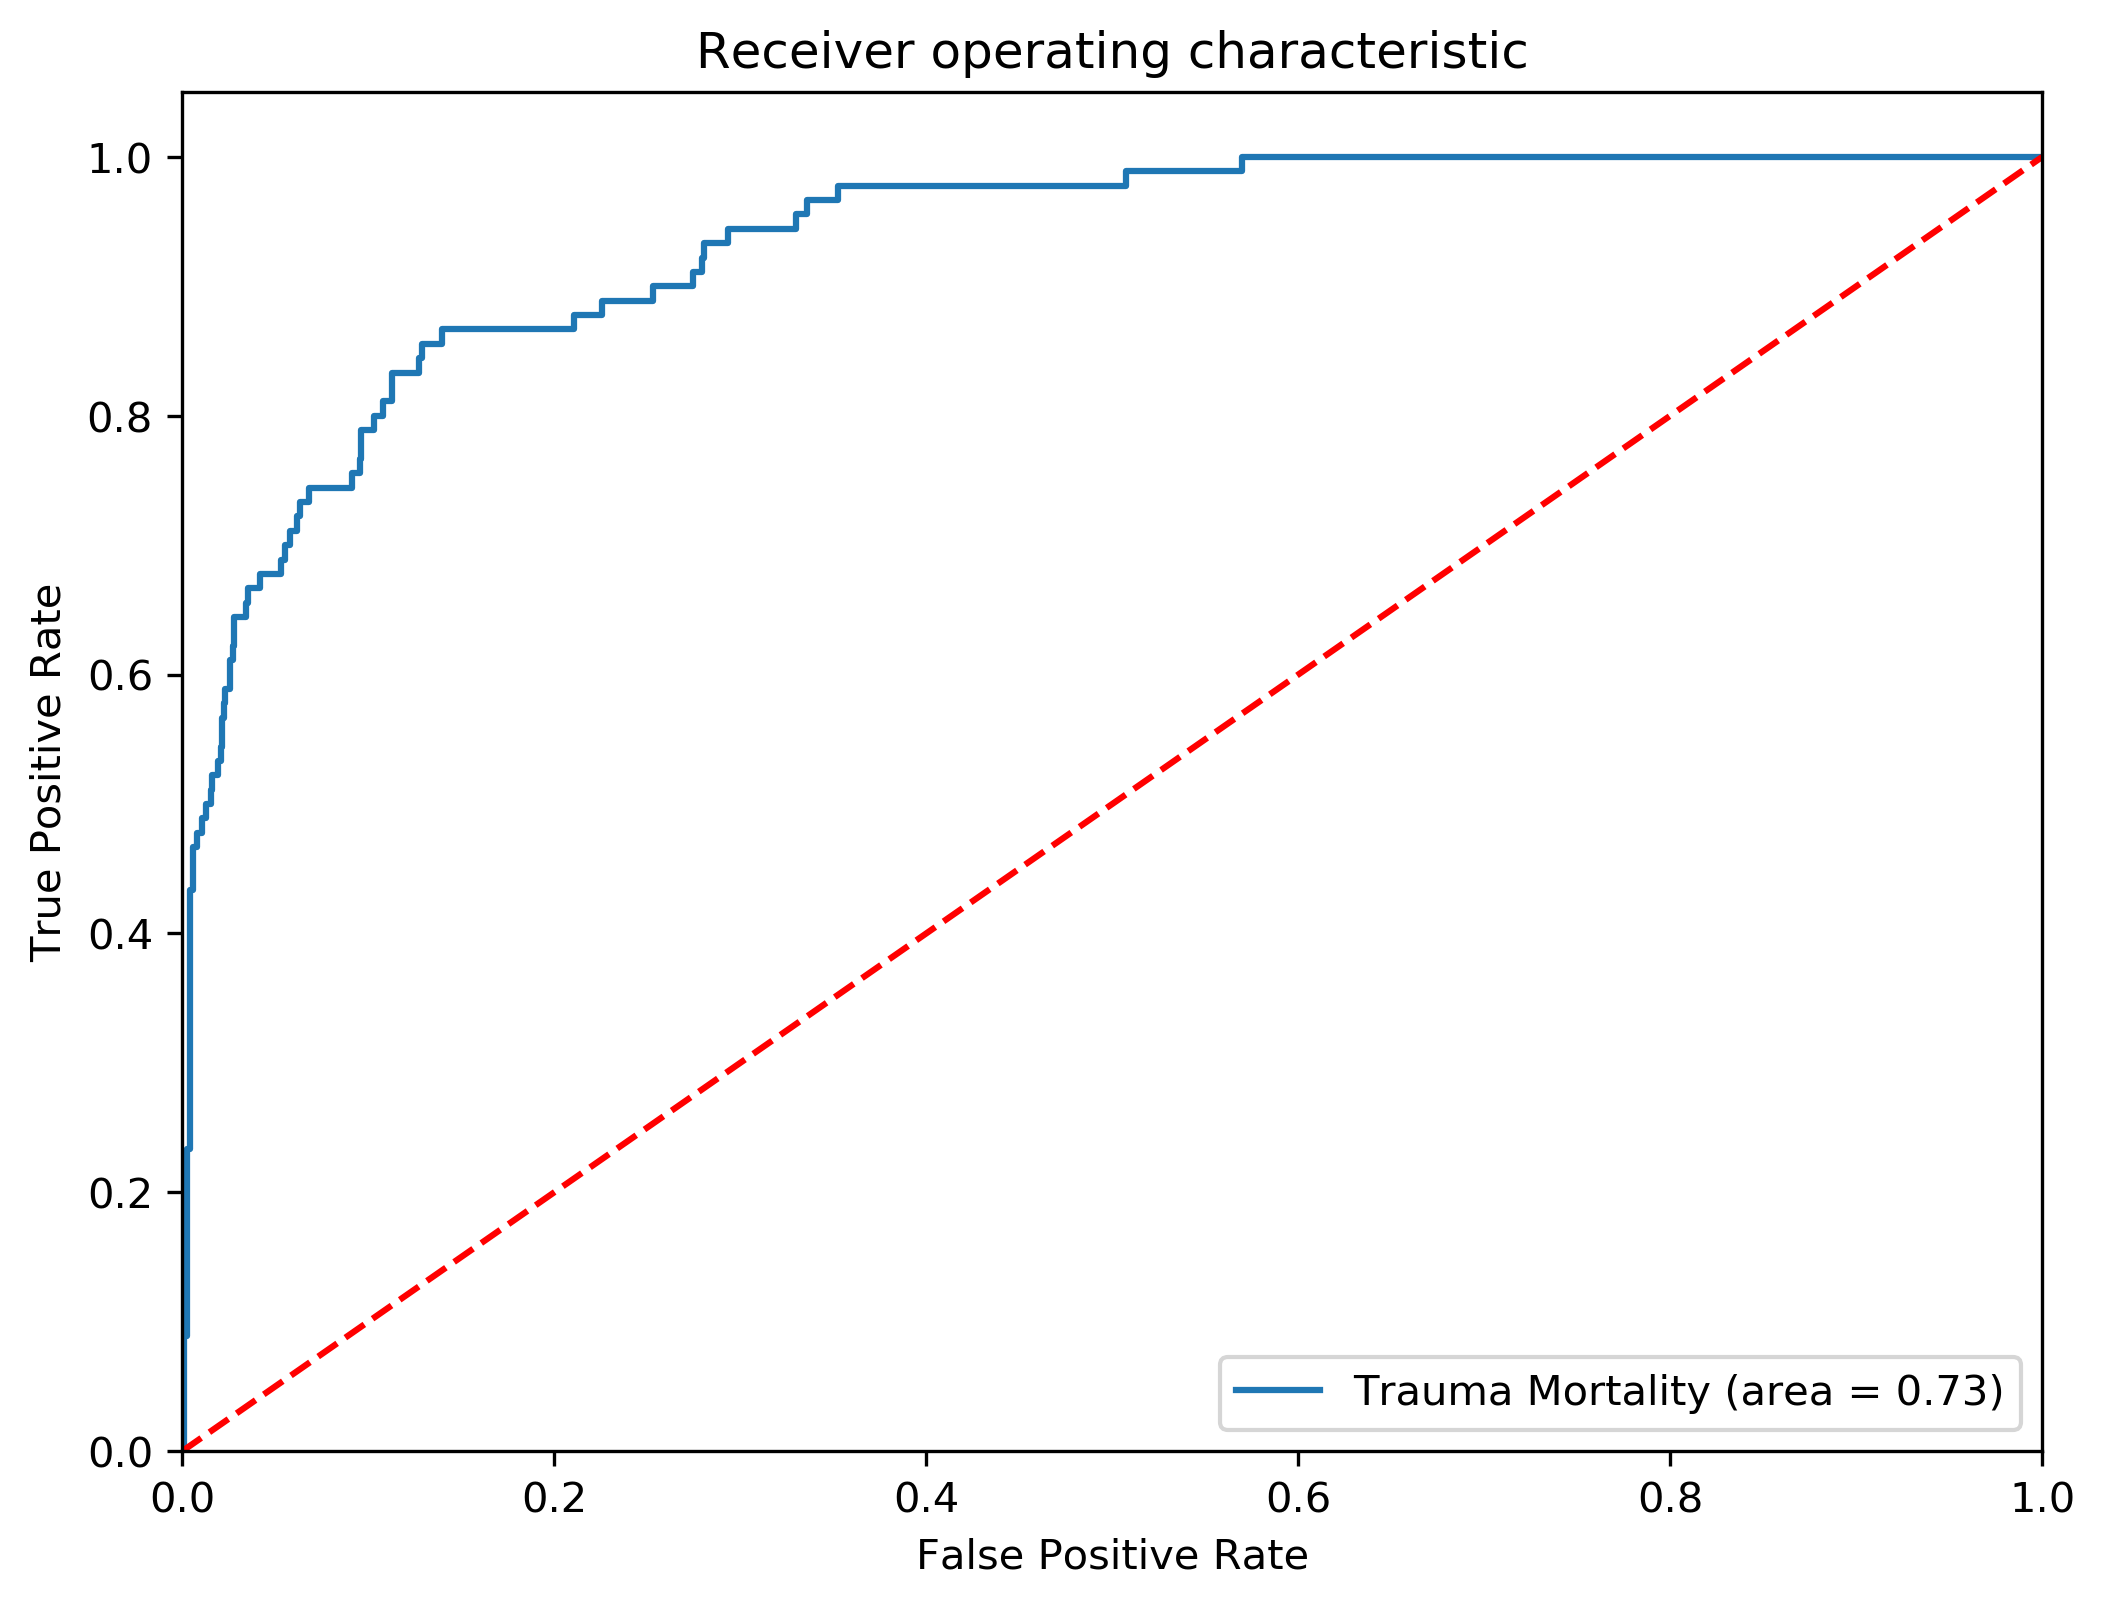 Receiver operating characteristic
1.0
0.8
0.6
0.4
0.2
0.0
True Positive Rate
0.0 0.2 0.4 0.6 0.8 1.0
False Positive Rate
Trauma Mortality (area = 0.73)